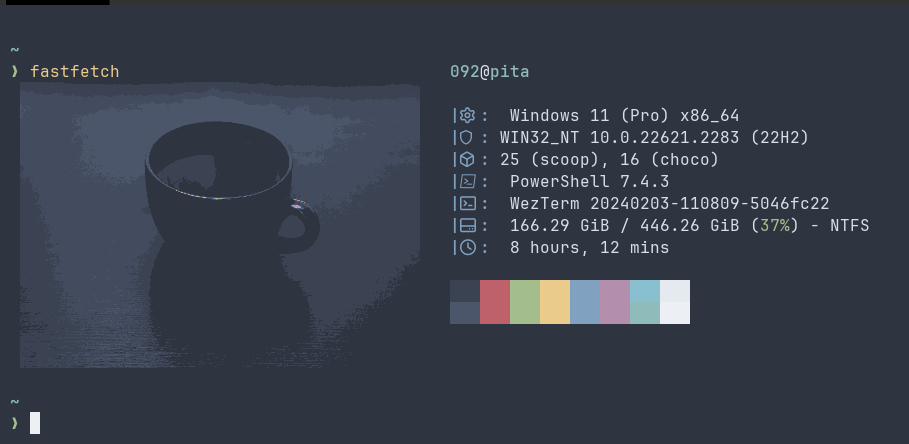 ~
❯ fastfetch
092@pita
| : Windows 11 (Pro) x86_64
| : WIN32_NT 10.0.22621.2283 (22H2)
| : 25 (scoop), 16 (choco)
| : PowerShell 7.4.3
| : WezTerm 20240203-110809-5046fc22
| : 166.29 GiB / 446.26 GiB (37%) - NTFS
| : 8 hours, 12 mins
~
❯